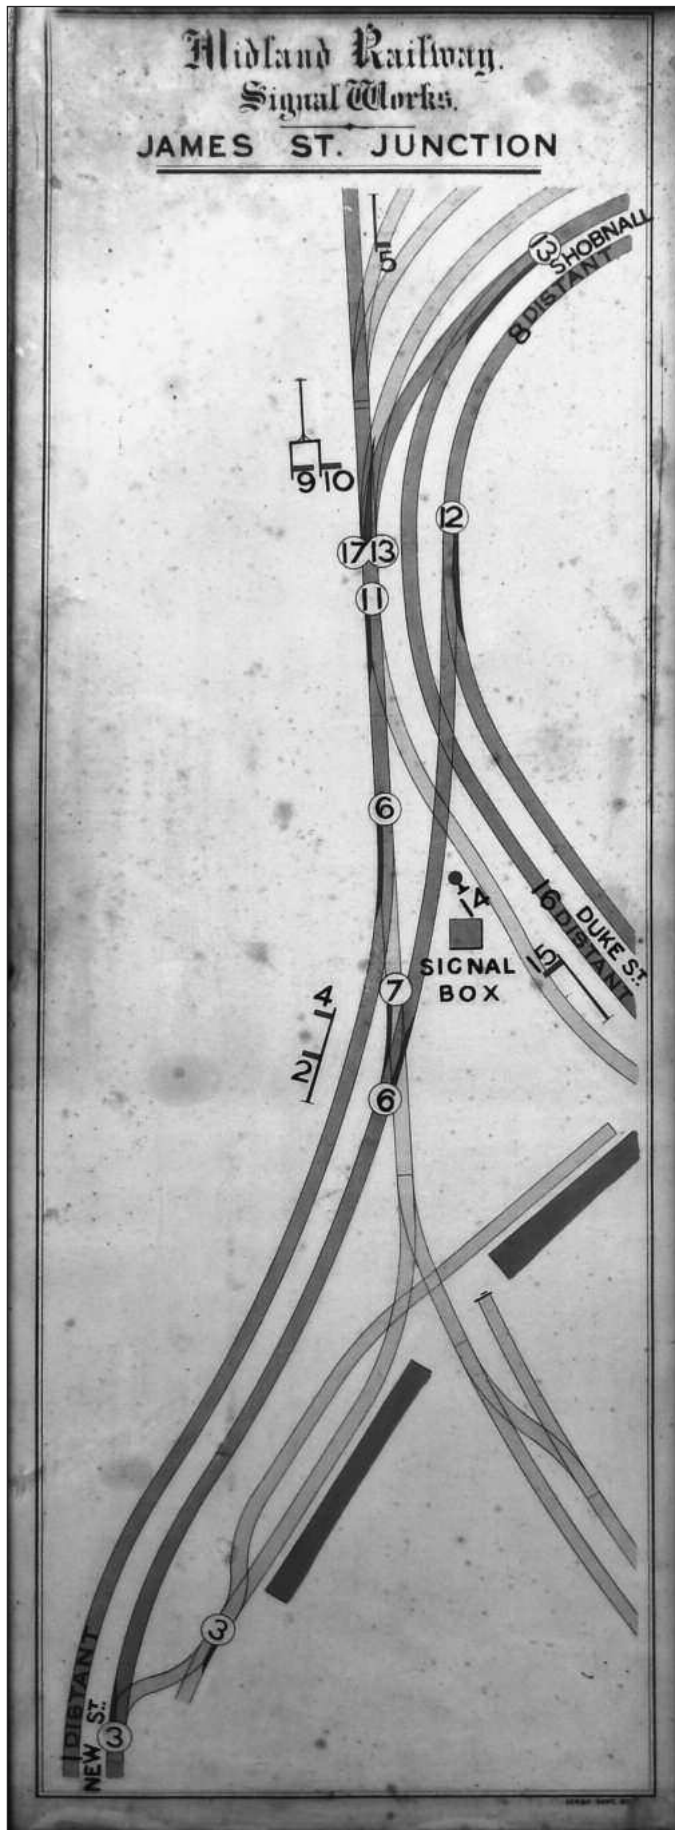 Midland Railway.
Signal Works.
JAMES ST. JUNCTION
5
13
SHOBNALL
8 DISTANT
9 10
12
17 13
11
6
14
16 DISTANT
DUKE ST.
SIGNAL
BOX
15
7
4
2
6
3
1 DISTANT
NEW ST.
3